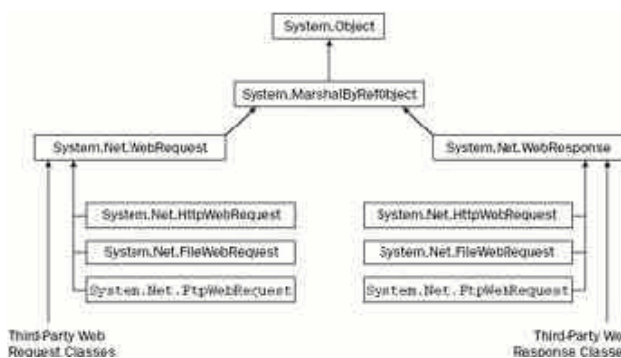 System.Object
System.MarshalByRefObject
System.Net.WebRequest
System.Net.WebResponse
System.Net.HttpWebRequest
System.Net.HttpWebRequest
System.Net.FileWebRequest
System.Net.FileWebRequest
System.Net.FtpWebRequest
System.Net.FtpWebRequest
Third-Party Web
Request Classes
Third-Party We
Response Classe